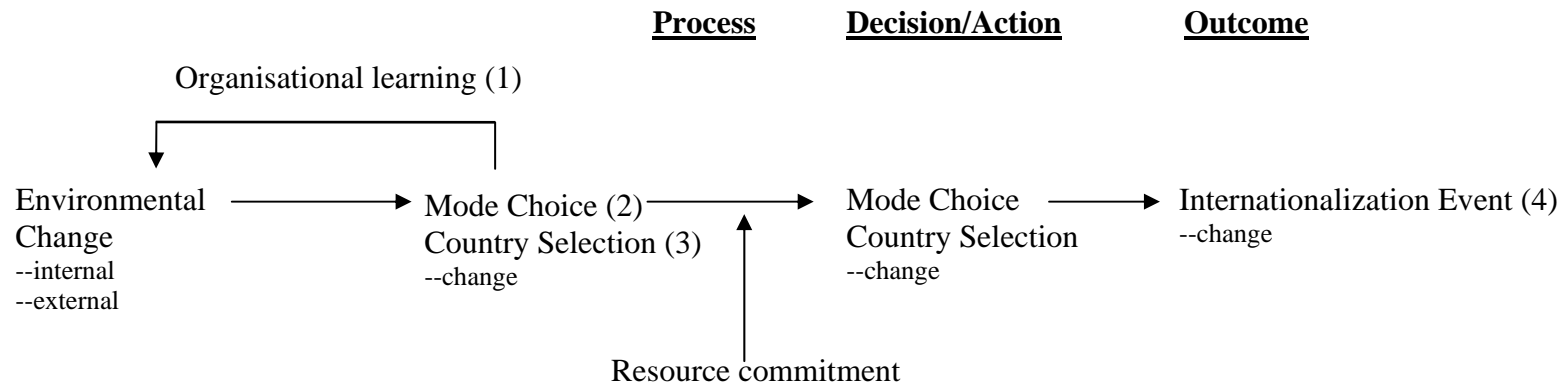 Process Decision/Action Outcome
Organisational learning (1)
Environmental
Change
--internal
--external
Mode Choice (2)
Country Selection (3)
--change
Mode Choice
Country Selection
--change
Internationalization Event (4)
--change
Resource commitment